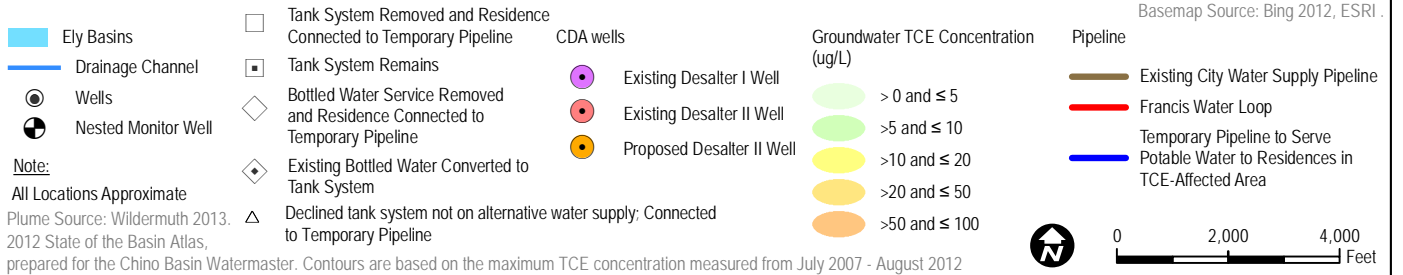 Basemap Source: Bing 2012, ESRI .
Ely Basins
Drainage Channel
Wells
Nested Monitor Well
Note:
All Locations Approximate
Plume Source: Wildermuth 2013.
2012 State of the Basin Atlas,
prepared for the Chino Basin Watermaster. Contours are based on the maximum TCE concentration measured from July 2007 - August 2012
Tank System Removed and Residence
Connected to Temporary Pipeline
Tank System Remains
Bottled Water Service Removed
and Residence Connected to
Temporary Pipeline
Existing Bottled Water Converted to
Tank System
Declined tank system not on alternative water supply; Connected
to Temporary Pipeline
CDA wells
Existing Desalter I Well
Existing Desalter II Well
Proposed Desalter II Well
Groundwater TCE Concentration
(ug/L)
> 0 and ≤ 5
>5 and ≤ 10
>10 and ≤ 20
>20 and ≤ 50
>50 and ≤ 100
Pipeline
Existing City Water Supply Pipeline
Francis Water Loop
Temporary Pipeline to Serve
Potable Water to Residences in
TCE-Affected Area
N
0 2,000 4,000
Feet